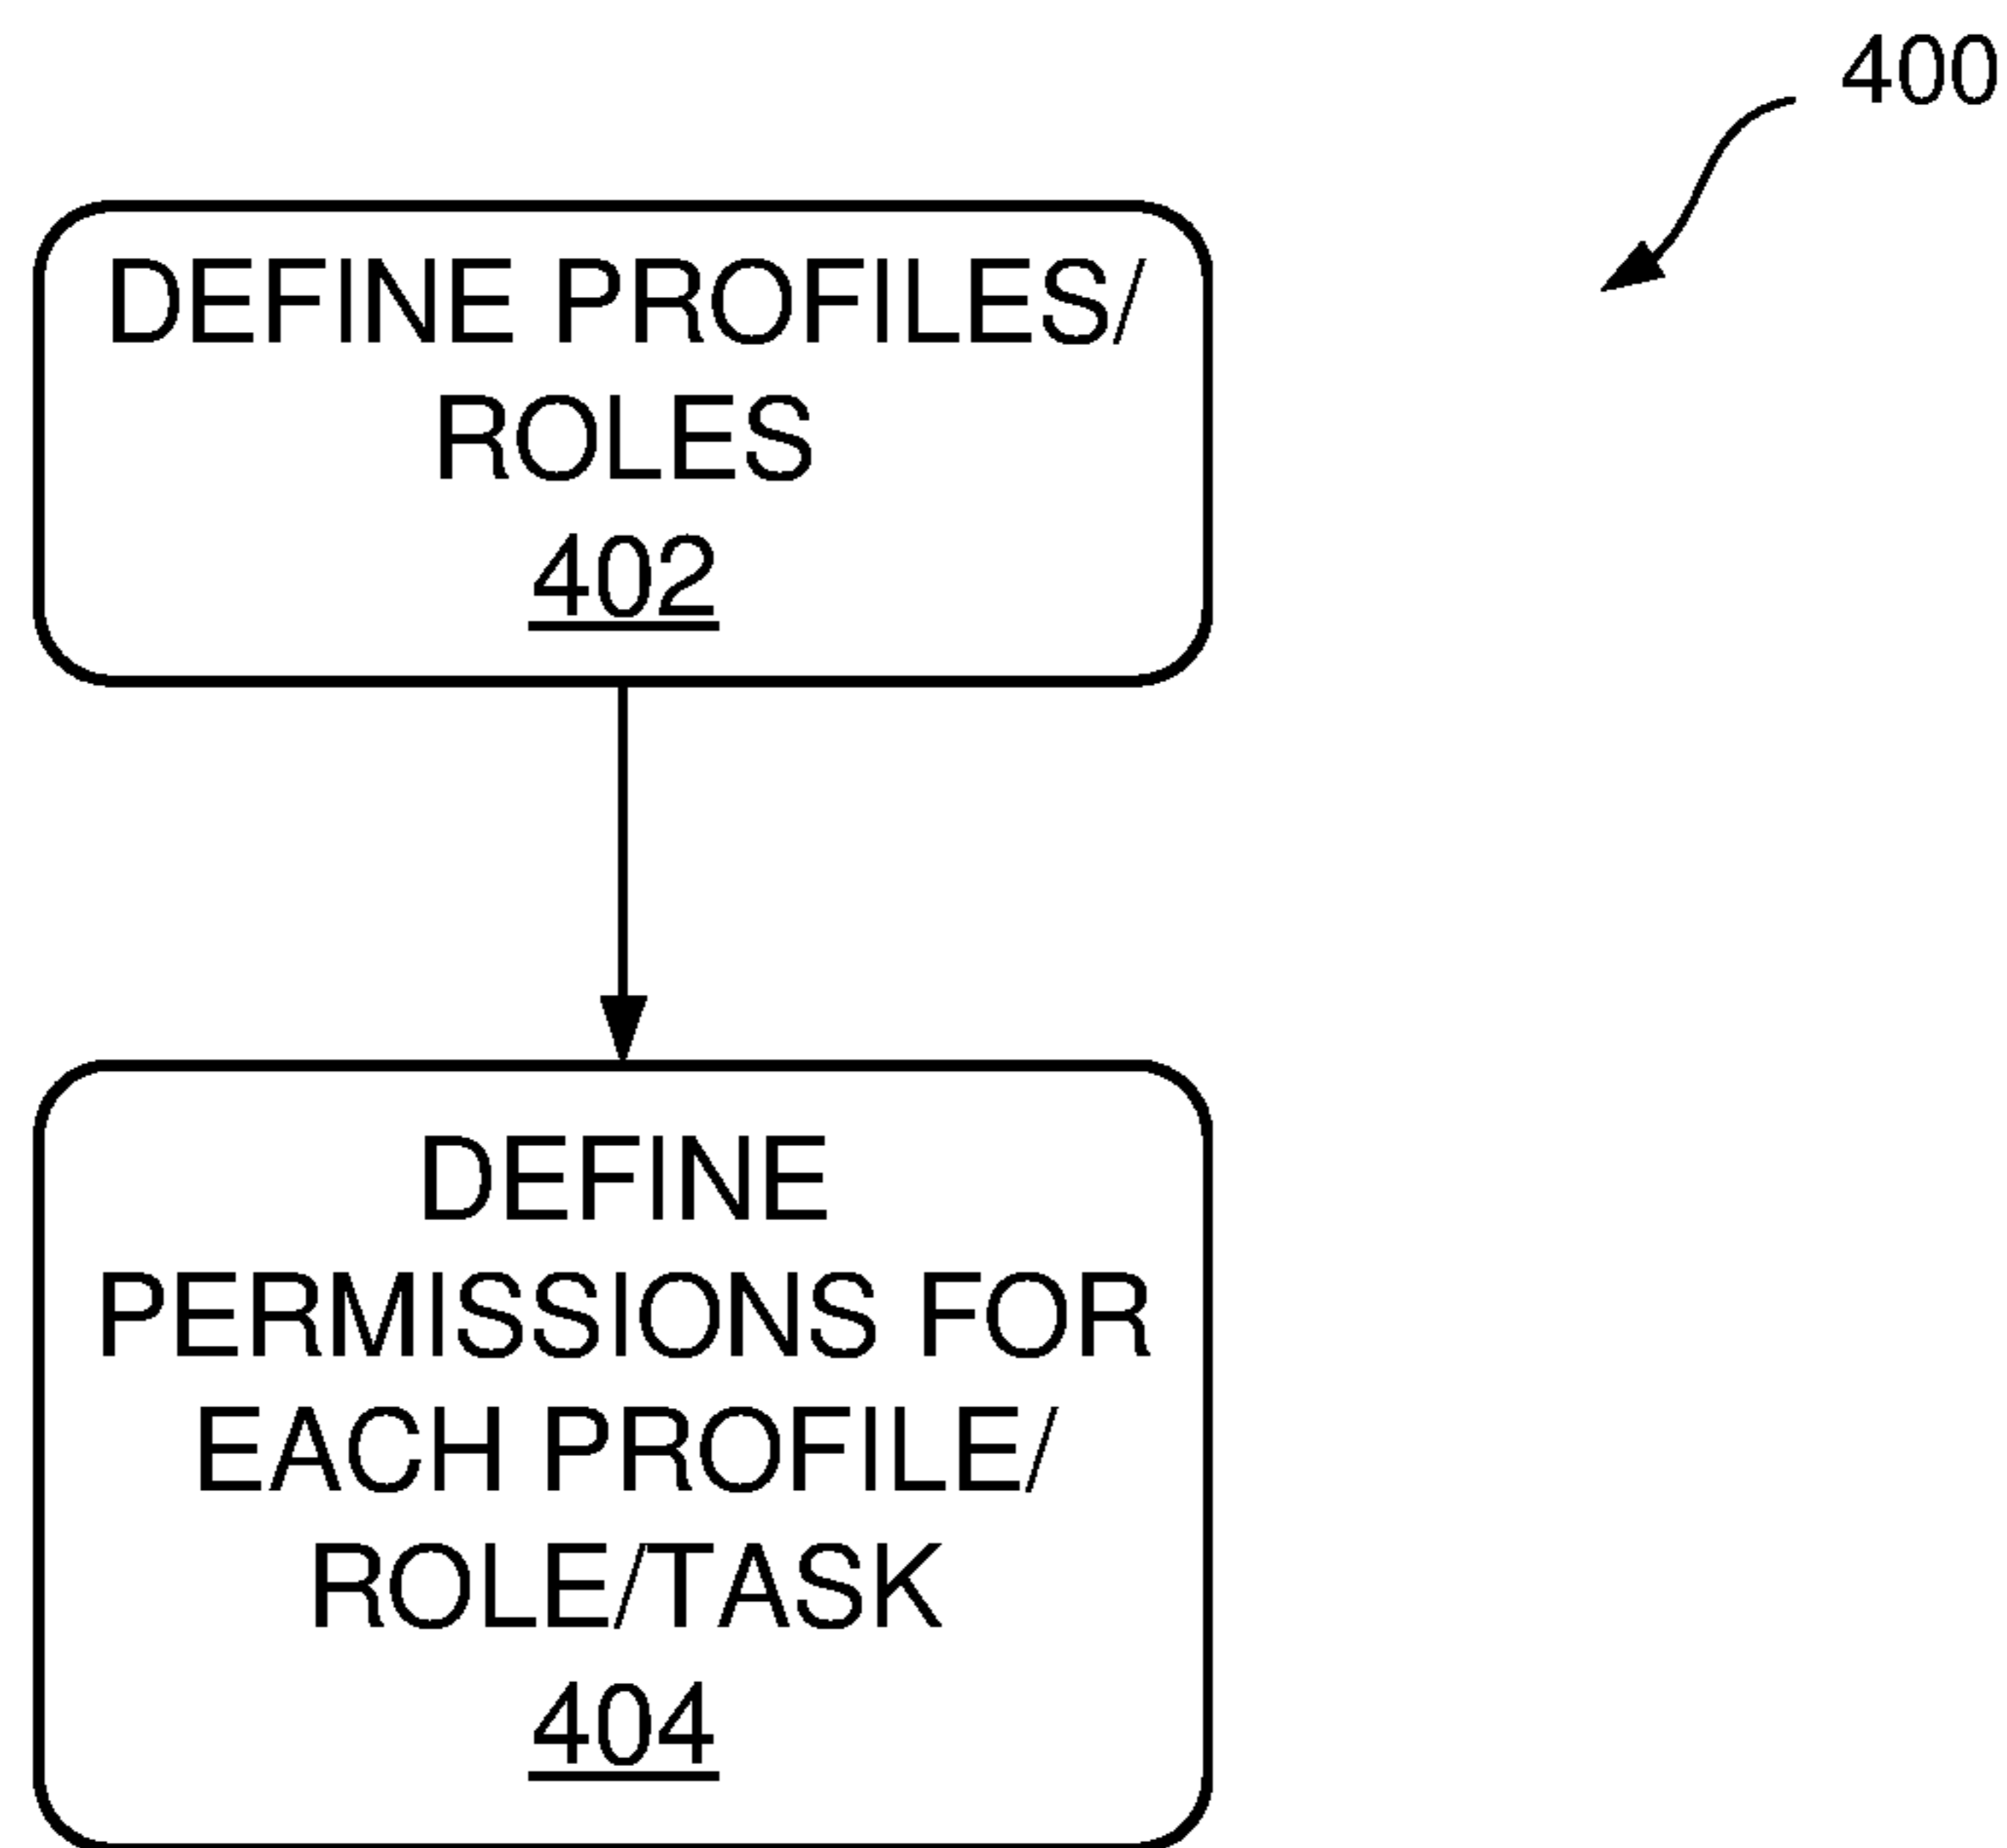 400
DEFINE PROFILES/
ROLES
402
DEFINE
PERMISSIONS FOR
EACH PROFILE/
ROLE/TASK
404